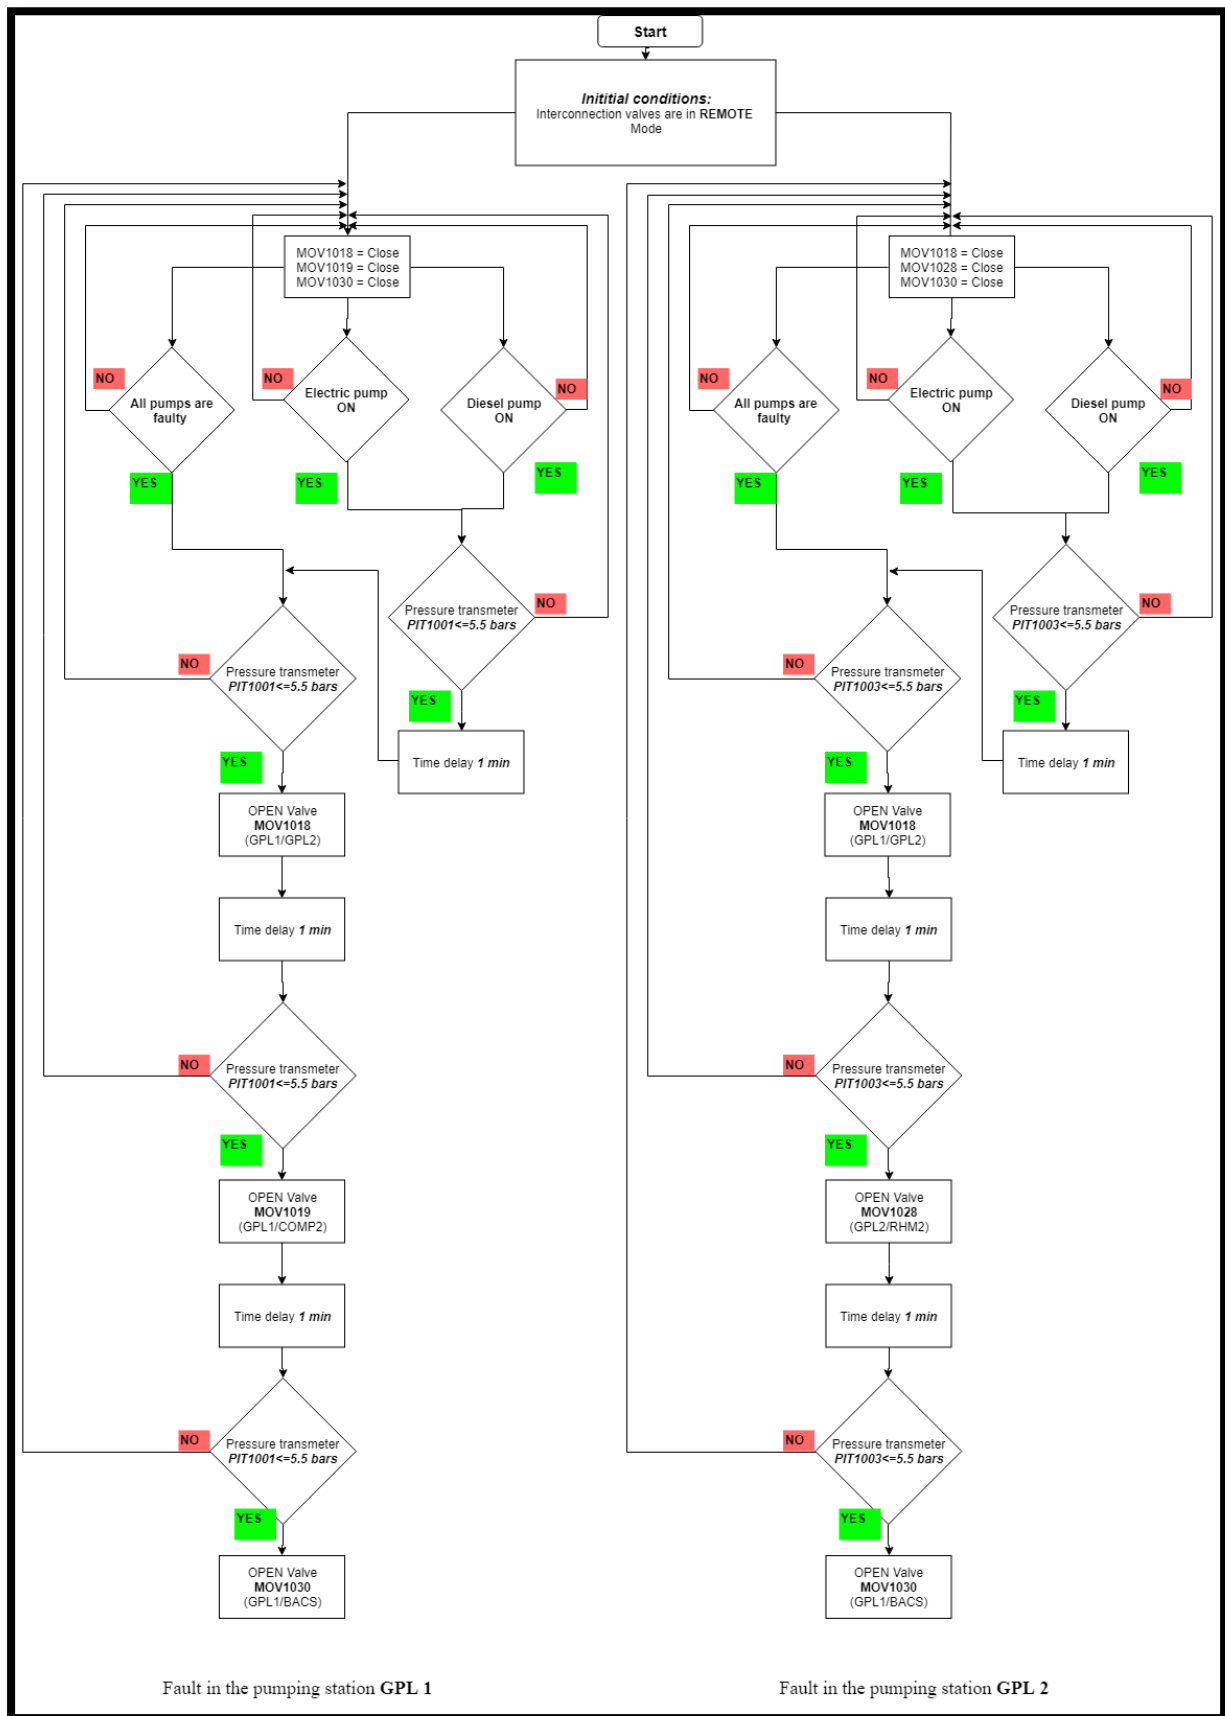 Start
Inititial conditions:
Interconnection valves are in REMOTE
Mode
MOV1018 = Close
MOV1019 = Close
MOV1030 = Close
NO
All pumps are
faulty
YES
NO
Electric pump
ON
YES
NO
Diesel pump
ON
YES
Pressure transmeter
PIT1001<=5.5 bars
NO
YES
Time delay 1 min
Pressure transmeter
PIT1001<=5.5 bars
NO
YES
OPEN Valve
MOV1018
(GPL1/GPL2)
Time delay 1 min
Pressure transmeter
PIT1001<=5.5 bars
NO
YES
OPEN Valve
MOV1019
(GPL1/COMP2)
Time delay 1 min
Pressure transmeter
PIT1001<=5.5 bars
NO
YES
OPEN Valve
MOV1030
(GPL1/BACS)
Fault in the pumping station GPL 1
MOV1018 = Close
MOV1028 = Close
MOV1030 = Close
NO
All pumps are
faulty
YES
NO
Electric pump
ON
YES
NO
Diesel pump
ON
YES
Pressure transmeter
PIT1003<=5.5 bars
NO
YES
Time delay 1 min
Pressure transmeter
PIT1003<=5.5 bars
NO
YES
OPEN Valve
MOV1018
(GPL1/GPL2)
Time delay 1 min
Pressure transmeter
PIT1003<=5.5 bars
NO
YES
OPEN Valve
MOV1028
(GPL2/RHM2)
Time delay 1 min
Pressure transmeter
PIT1003<=5.5 bars
NO
YES
OPEN Valve
MOV1030
(GPL1/BACS)
Fault in the pumping station GPL 2